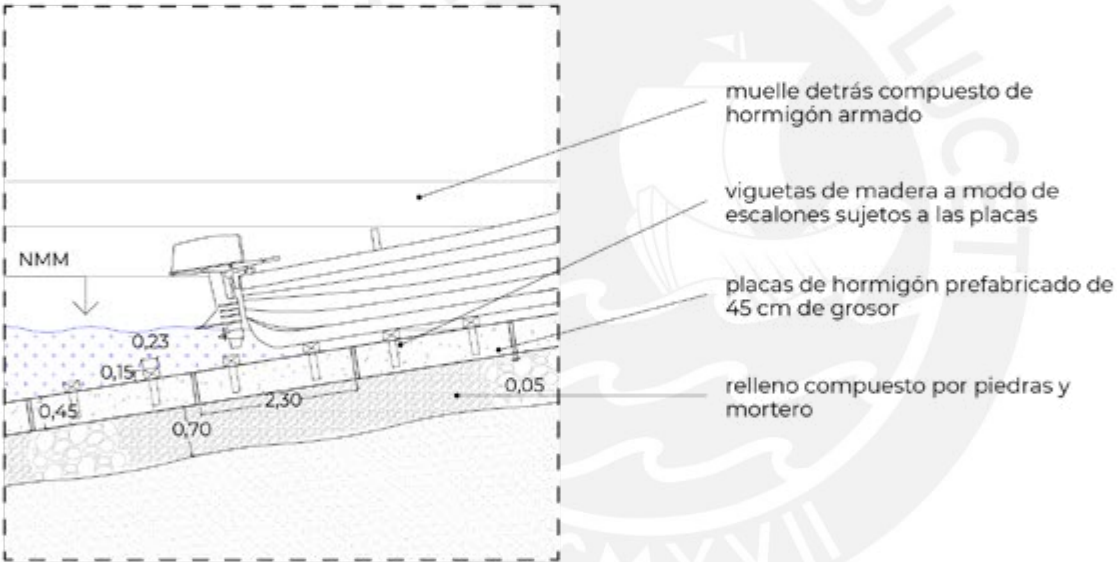 muelle detrás compuesto de
hormigón armado
viguetas de madera a modo de
escalones sujetos a las placas
NMM
placas de hormigón prefabricado de
45 cm de grosor
0,23
0,15
relleno compuesto por piedras y
mortero
0,05
2,30
0,45
0,70
LUCET
MXVII